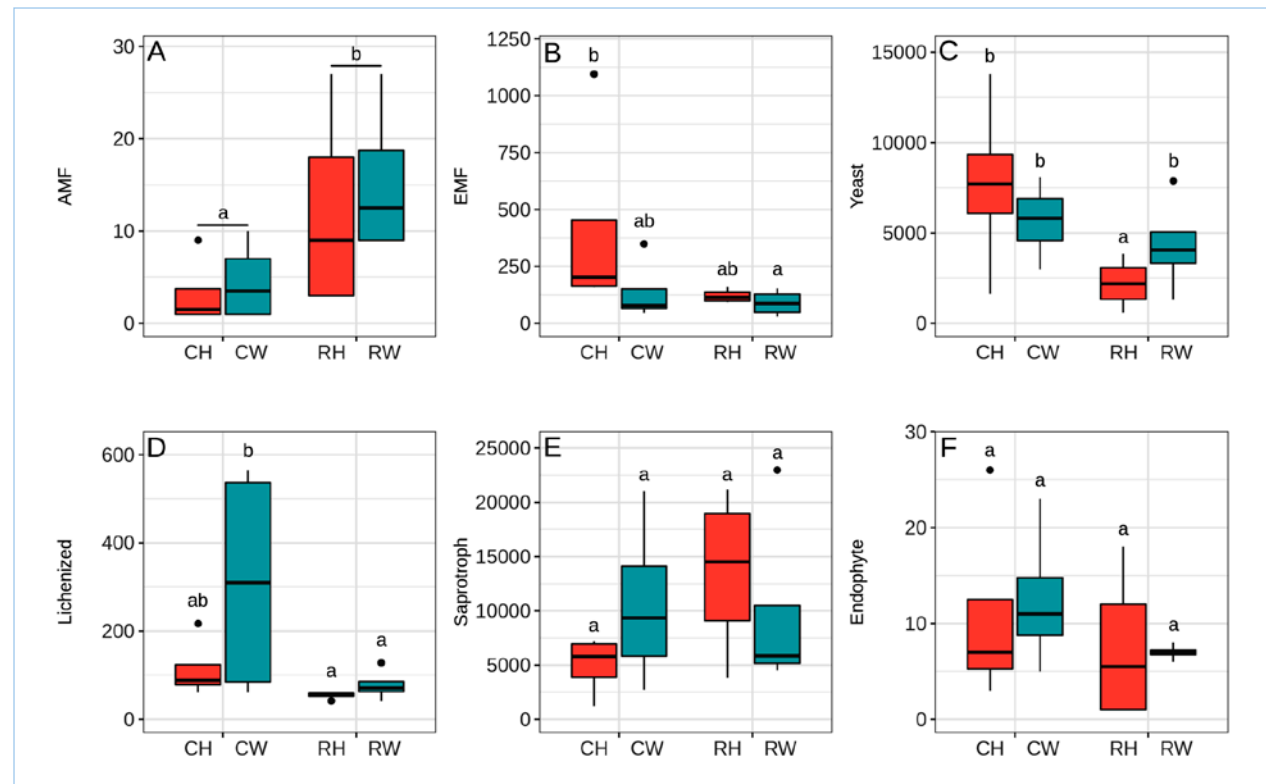 A
AMF
30
20
10
0
a
b
CH CW RH RW
B
EMF
1250
1000
750
500
250
0
b
ab
ab
a
CH CW RH RW
C
Yeast
15000
10000
5000
0
b
b
a
b
CH CW RH RW
D
Lichenized
600
400
200
0
ab
b
a
a
CH CW RH RW
E
Saprotroph
25000
20000
15000
10000
5000
0
a
a
a
a
CH CW RH RW
F
Endophyte
30
20
10
0
a
a
a
a
CH CW RH RW